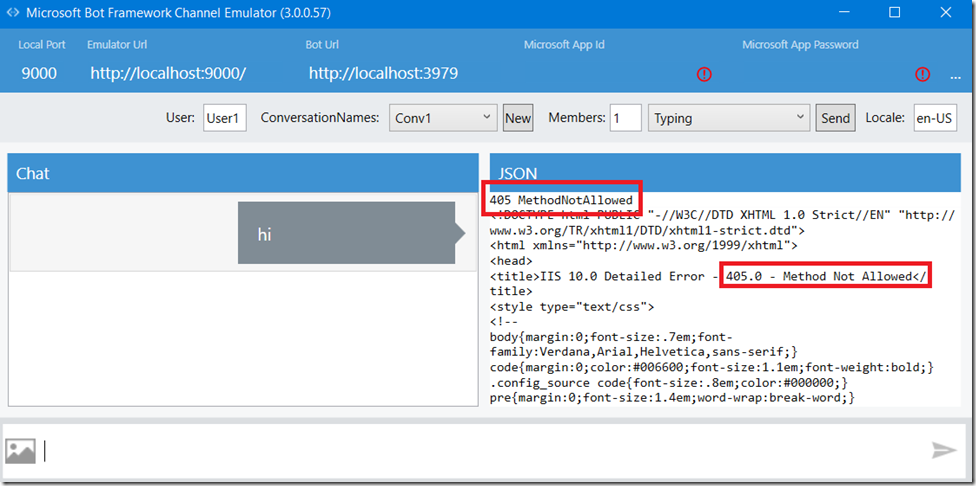 Microsoft Bot Framework Channel Emulator (3.0.0.57)
Local Port Emulator Url Bot Url Microsoft App Id Microsoft App Password
9000 http://localhost:9000/ http://localhost:3979 ...
User: User1 ConversationNames: Conv1 New Members: 1 Typing Send Locale: en-US
Chat
hi
JSON
405 MethodNotAllowed
<!DOCTYPE html PUBLIC "-//W3C//DTD XHTML 1.0 Strict//EN" "http://
www.w3.org/TR/xhtml1/DTD/xhtml1-strict.dtd">
<html xmlns="http://www.w3.org/1999/xhtml">
<head>
<title>IIS 10.0 Detailed Error - 405.0 - Method Not Allowed</
title>
<style type="text/css">
<!--
body{margin:0;font-size:.7em;font-
family:Verdana,Arial,Helvetica,sans-serif;}
code{margin:0;color:#006600;font-size:1.1em;font-weight:bold;}
.config_source code{font-size:.8em;color:#000000;}
pre{margin:0;font-size:1.4em;word-wrap:break-word;}